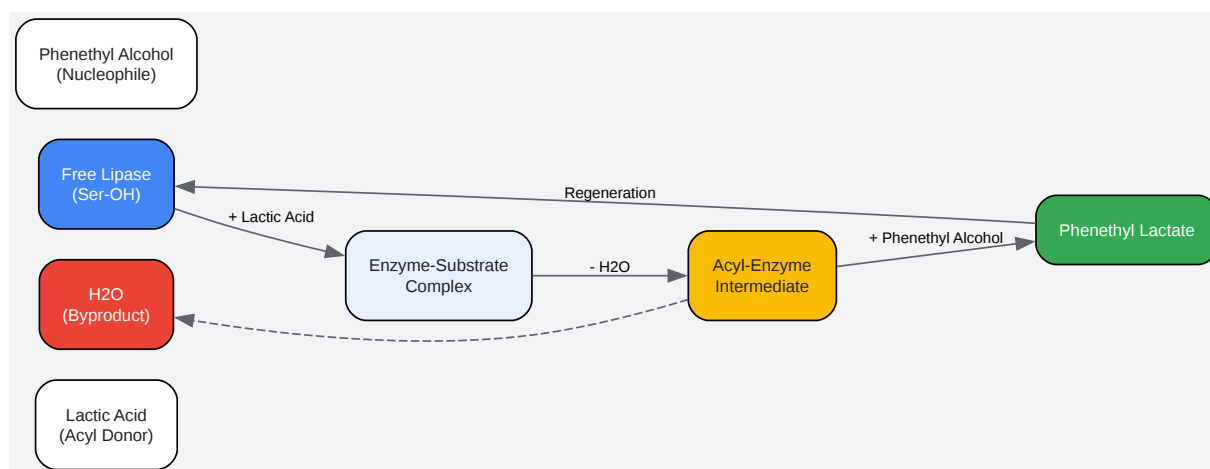 Phenethyl Alcohol
(Nucleophile)
Free Lipase
(Ser-OH)
Regeneration
+ Lactic Acid
Phenethyl Lactate
+ Phenethyl Alcohol
Enzyme-Substrate
Complex
- H2O
Acyl-Enzyme
Intermediate
H2O
(Byproduct)
Lactic Acid
(Acyl Donor)